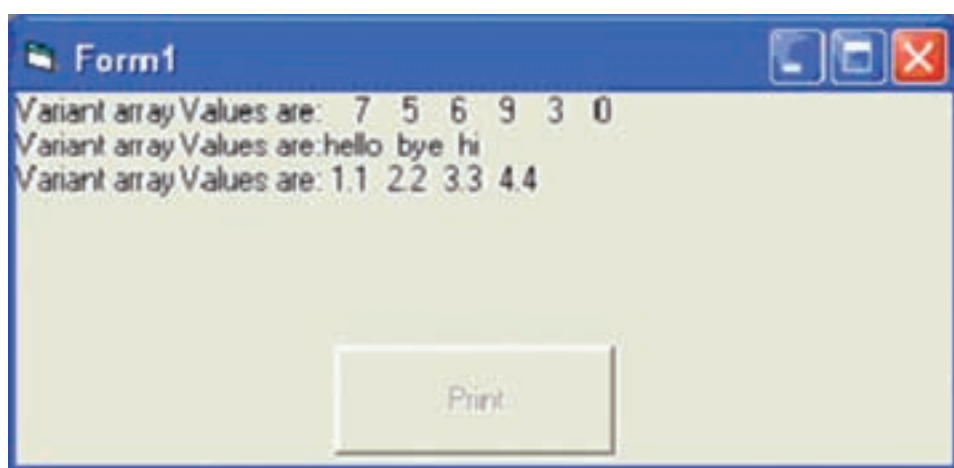 Form1
Variant array Values are: 7 5 6 9 3 0
Variant array Values are:hello bye hi
Variant array Values are: 1.1 2.2 3.3 4.4
Print